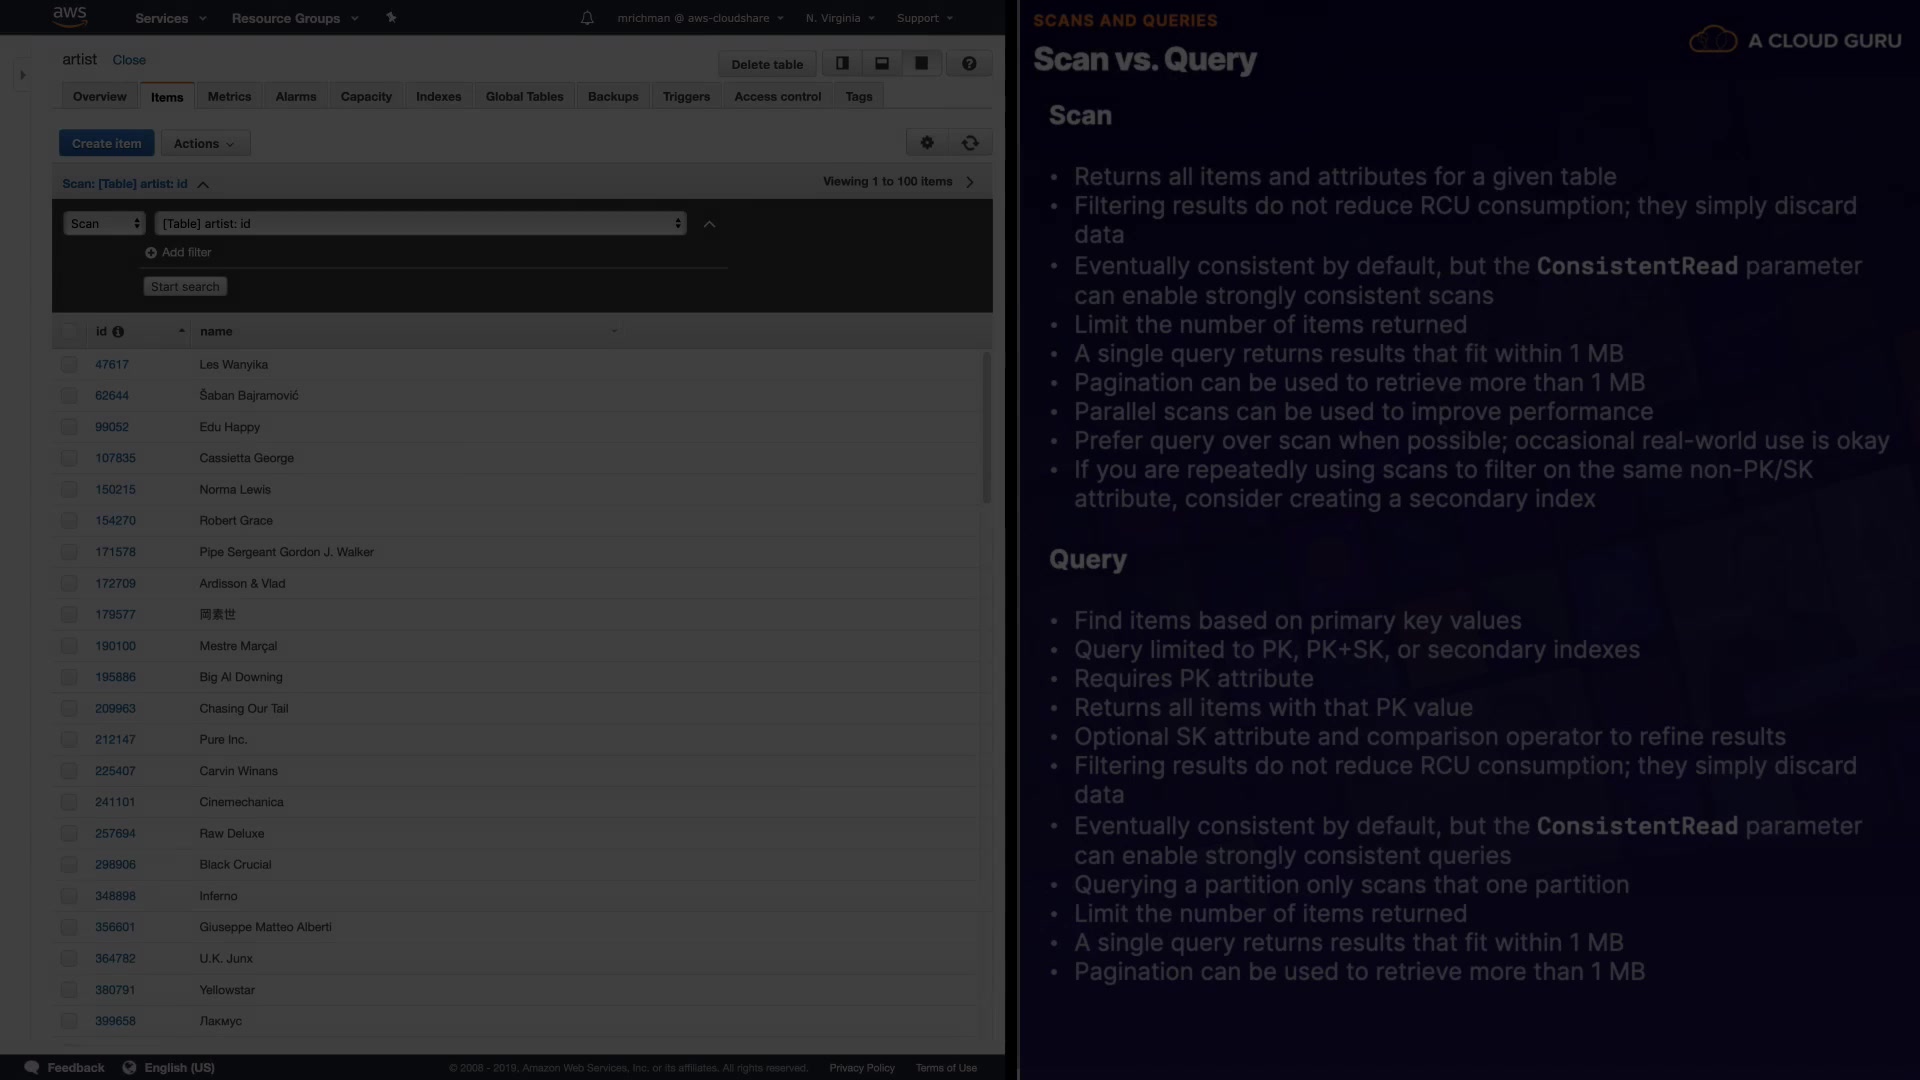 aws
Services
Resource Groups
mrichman @ aws-cloudshare
N. Virginia
Support
artist
Close
Delete table
Overview
Items
Metrics
Alarms
Capacity
Indexes
Global Tables
Backups
Triggers
Access control
Tags
Create item
Actions
Scan: [Table] artist: id
Viewing 1 to 100 items
Scan
[Table] artist: id
Add filter
Start search
id
name
47617 Les Wanyika
62644 Šaban Bajramović
99052 Edu Happy
107835 Cassietta George
150215 Norma Lewis
154270 Robert Grace
171578 Pipe Sergeant Gordon J. Walker
172709 Ardisson & Vlad
179577 岡素世
190100 Mestre Marçal
195886 Big Al Downing
209963 Chasing Our Tail
212147 Pure Inc.
225407 Carvin Winans
241101 Cinemechanica
257694 Raw Deluxe
298906 Black Crucial
348898 Inferno
356601 Giuseppe Matteo Alberti
364782 U.K. Junx
380791 Yellowstar
399658 Лакмус
Feedback
English (US)
© 2008 - 2019, Amazon Web Services, Inc. or its affiliates. All rights reserved.
Privacy Policy
Terms of Use
SCANS AND QUERIES
Scan vs. Query
A CLOUD GURU
Scan
• Returns all items and attributes for a given table
• Filtering results do not reduce RCU consumption; they simply discard
data
• Eventually consistent by default, but the ConsistentRead parameter
can enable strongly consistent scans
• Limit the number of items returned
• A single query returns results that fit within 1 MB
• Pagination can be used to retrieve more than 1 MB
• Parallel scans can be used to improve performance
• Prefer query over scan when possible; occasional real-world use is okay
• If you are repeatedly using scans to filter on the same non-PK/SK
attribute, consider creating a secondary index
Query
• Find items based on primary key values
• Query limited to PK, PK+SK, or secondary indexes
• Requires PK attribute
• Returns all items with that PK value
• Optional SK attribute and comparison operator to refine results
• Filtering results do not reduce RCU consumption; they simply discard
data
• Eventually consistent by default, but the ConsistentRead parameter
can enable strongly consistent queries
• Querying a partition only scans that one partition
• Limit the number of items returned
• A single query returns results that fit within 1 MB
• Pagination can be used to retrieve more than 1 MB